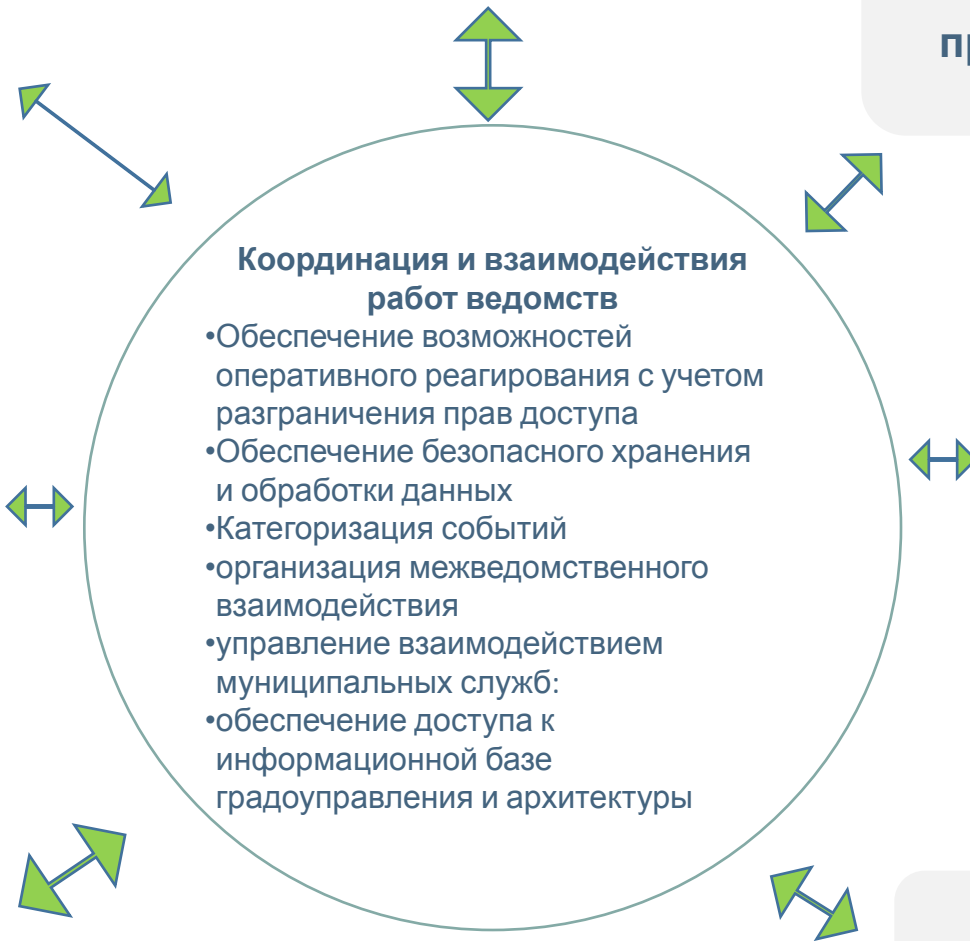 пр
Координация и взаимодействия
работ ведомств
•Обеспечение возможностей
оперативного реагирования с учетом
разграничения прав доступа
•Обеспечение безопасного хранения
и обработки данных
•Категоризация событий
•организация межведомственного
взаимодействия
•управление взаимодействием
муниципальных служб:
•обеспечение доступа к
информационной базе
градоуправления и архитектуры